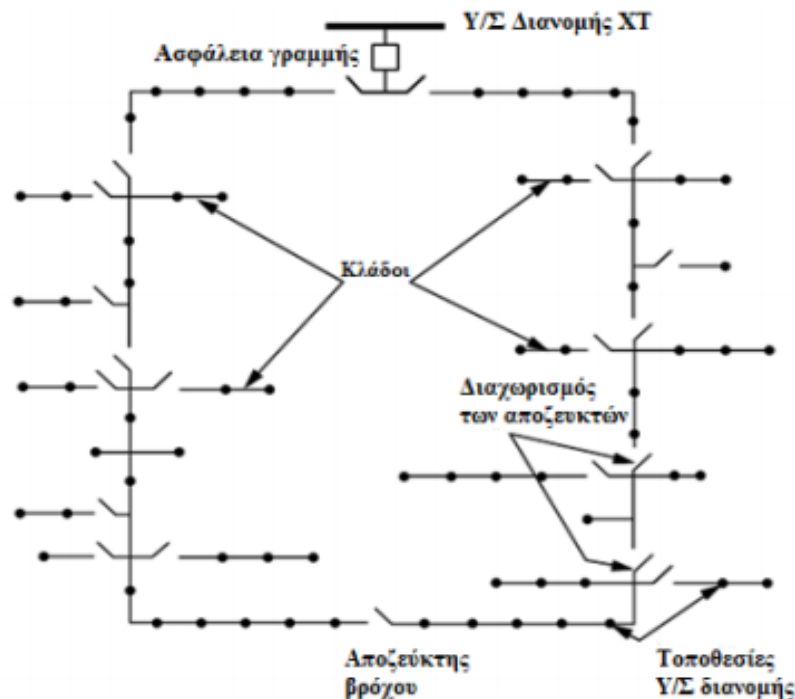 Υ/Σ Διανομής ΧΤ
Ασφάλεια γραμμής
Κλάδοι
Διαχωρισμός
των αποζευκτών
Αποζεύκτης
βρόχου
Τοποθεσίες
Υ/Σ διανομής